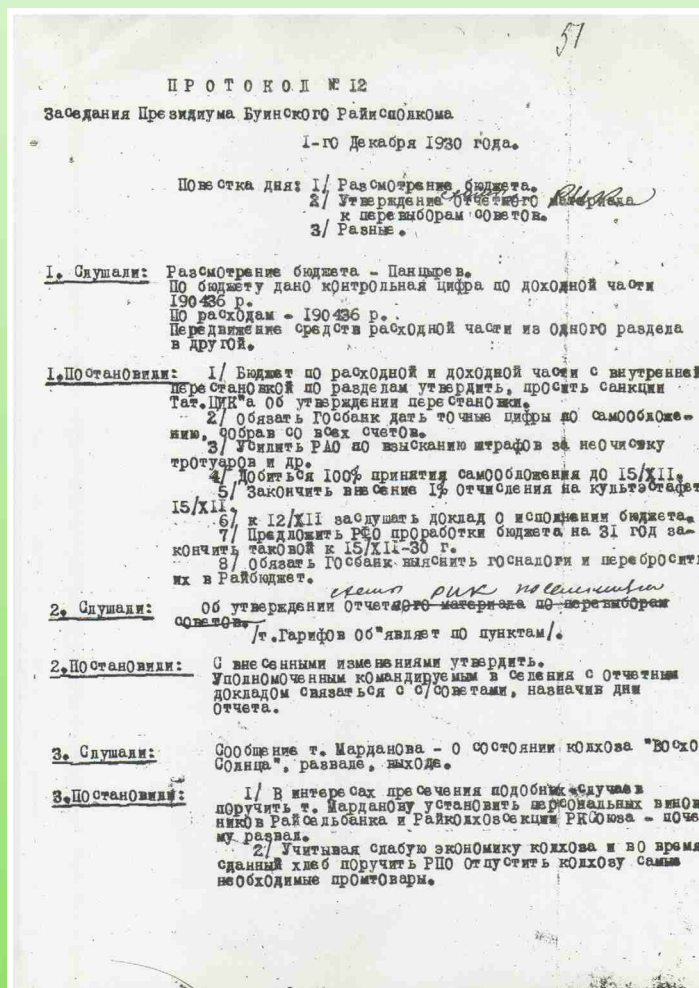 57
ПРОТОКОЛ № 12
Заседания Президиума Буинского Райисполкома
I-го Декабря 1930 года.
Повестка дня: 1/ Разсмотрение бюджета.
2/ Утверждение отчетного материала
к перевыборам советов.
3/ Разные.
I. Слушали: Разсмотрение бюджета - Панцырев.
По бюджету дано контрольная цифра по доходной части
190436 р.
По расходам - 190436 р.
Передвижение средств расходной части из одного раздела
в другой.
I.Постановили: 1/ Бюджет по расходной и доходной части с внутренней
перестановкой по разделам утвердить, просить санкции
Тат.ЦИК"а об утверждении перестановки.
2/ Обязать Госбанк дать точные цифры по самообложе-
нию, собрав со всех счетов.
3/ Усилить РАО по взысканию штрафов за неочистку
тротуаров и др.
4/ Добиться 100% принятия самообложения до 15/XII.
5/ Закончить внесение 1% отчисления на культэстафет
15/XII.
6/ к 12/XII заслушать доклад о исполнении бюджета.
7/ Предложить РФО проработки бюджета на 31 год за-
кончить таковой к 15/XII-30 г.
8/ Обязать Госбанк выяснить госналоги и перебросить
их в Райбюджет.
2. Слушали: Об утверждении отчетного материала по перевыборам
советов.
/т.Гарифов об"являет по пунктам/.
2.Постановили: С внесенными изменениями утвердить.
Уполномоченным командируемым в селения с отчетным
докладом связаться с с/советами, назначив дни
отчета.
3. Слушали: Сообщение т. Марданова - о состоянии колхоза "Восхо
Солнца", развале, выходе.
3.Постановили: 1/ В интересах пресечения подобных случаев
поручить т. Марданову установить персональных винов
ников Райсельбанка и Райколхозсекции РКСоюза - поче
му развал.
2/ Учитывая слабую экономику колхоза и во время
сданный хлеб поручить РПО отпустить колхозу самые
необходимые промтовары.